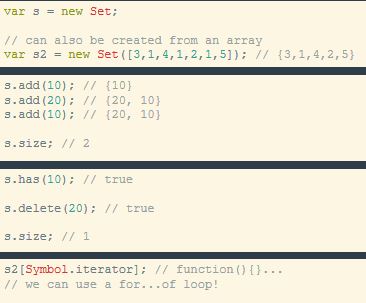 var s = new Set;
// can also be created from an array
var s2 = new Set([3,1,4,1,2,1,5]); // {3,1,4,2,5}
s.add(10); // {10}
s.add(20); // {20, 10}
s.add(10); // {20, 10}
s.size; // 2
s.has(10); // true
s.delete(20); // true
s.size; // 1
s2[Symbol.iterator]; // function(){}...
// we can use a for...of loop!